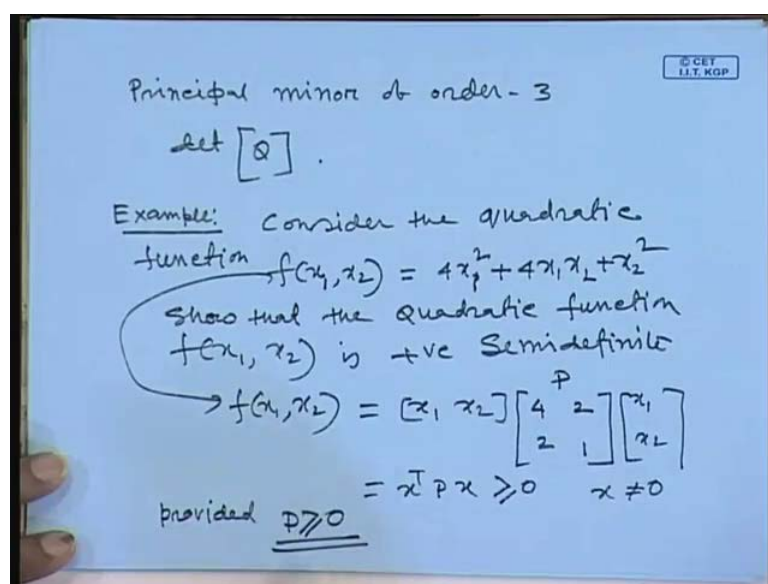 © CET
I.I.T. KGP
Principal minor of order - 3
det [Q] .
Example: Consider the quadratic
function f(x₁, x₂) = 4x₁² + 4x₁x₂ + x₂²
Show that the Quadratic function
f(x₁, x₂) is +ve Semidefinite
f(x₁, x₂) = [x₁ x₂] [4 2; 2 1] [x₁; x₂]
P
= xᵀ P x ⩾ 0 x ≠ 0
provided P ⩾ 0